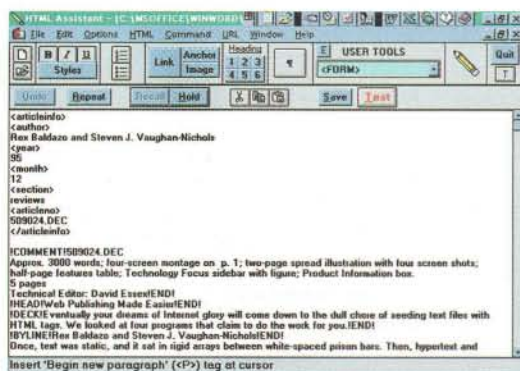 HTML Assistant - [C:\MSOFFICE\WINWORD
File Edit Options HTML Command URL Window Help
B I U
Styles
Link
Anchor
Image
Heading
1 2 3
4 5 6
¶
E USER TOOLS
<FORM>
Quit
T
Undo Repeat Recall Hold Save Test
<articleinfo>
<author>
Rex Baldazo and Steven J. Vaughan-Nichols
<year>
95
<month>
12
<section>
reviews
<articleno>
509024.DEC
</articleinfo>
!COMMENT!509024.DEC
Approx. 3000 words; four-screen montage on p. 1; two-page spread illustration with four screen shots;
half-page features table; Technology Focus sidebar with figure; Product Information box.
5 pages
Technical Editor: David Essex!END!
!HEAD!Web Publishing Made Easier!END!
!DECK!Eventually your dreams of Internet glory will come down to the dull chore of seeding text files with
HTML tags. We looked at four programs that claim to do the work for you.!END!
!BYLINE!Rex Baldazo and Steven J. Vaughan-Nichols!END!
Once, text was static, and it sat in rigid arrays between white-spaced prison bars. Then, hypertext and
Insert 'Begin new paragraph' (<P>) tag at cursor